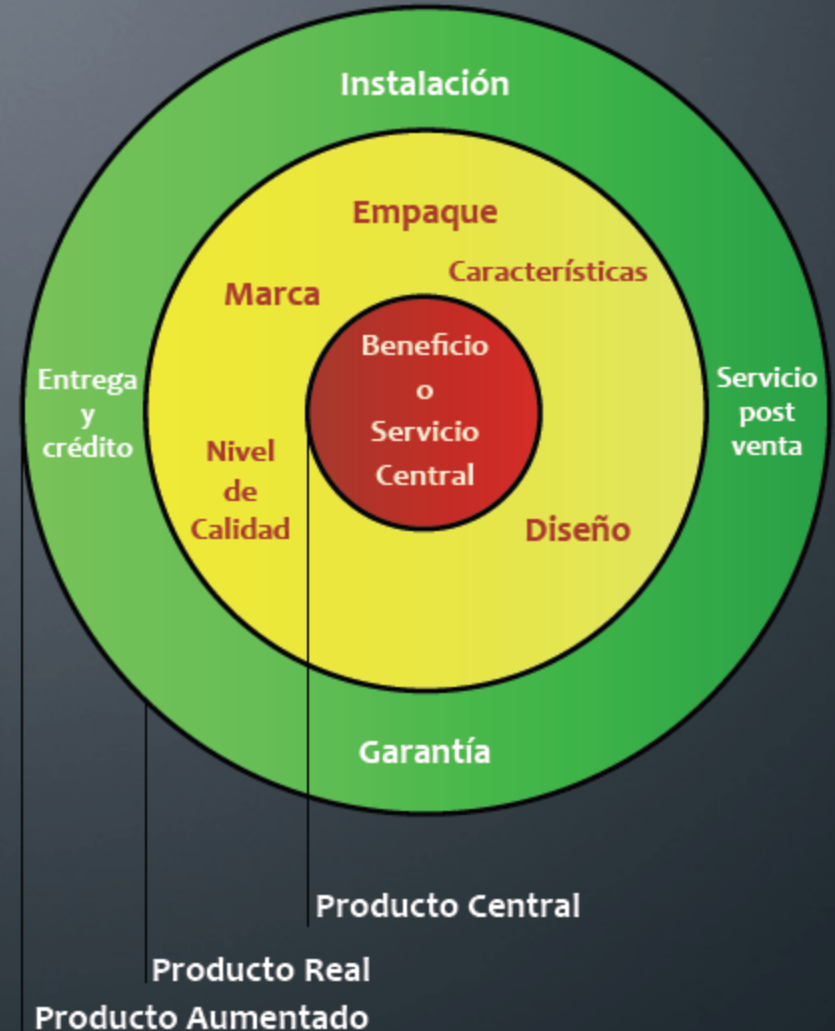 Instalación
Empaque
Características
Marca
Beneficio
o
Servicio
Central
Entrega
y
crédito
Servicio
post
venta
Nivel
de
Calidad
Diseño
Garantía
Producto Central
Producto Real
Producto Aumentado